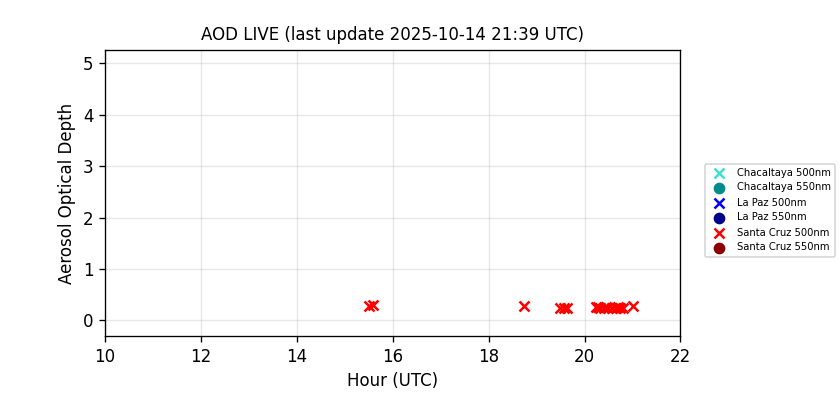 AOD LIVE (last update 2025-10-14 21:39 UTC)
5
4
3
2
1
0
Aerosol Optical Depth
10 12 14 16 18 20 22
Hour (UTC)
Chacaltaya 500nm
Chacaltaya 550nm
La Paz 500nm
La Paz 550nm
Santa Cruz 500nm
Santa Cruz 550nm